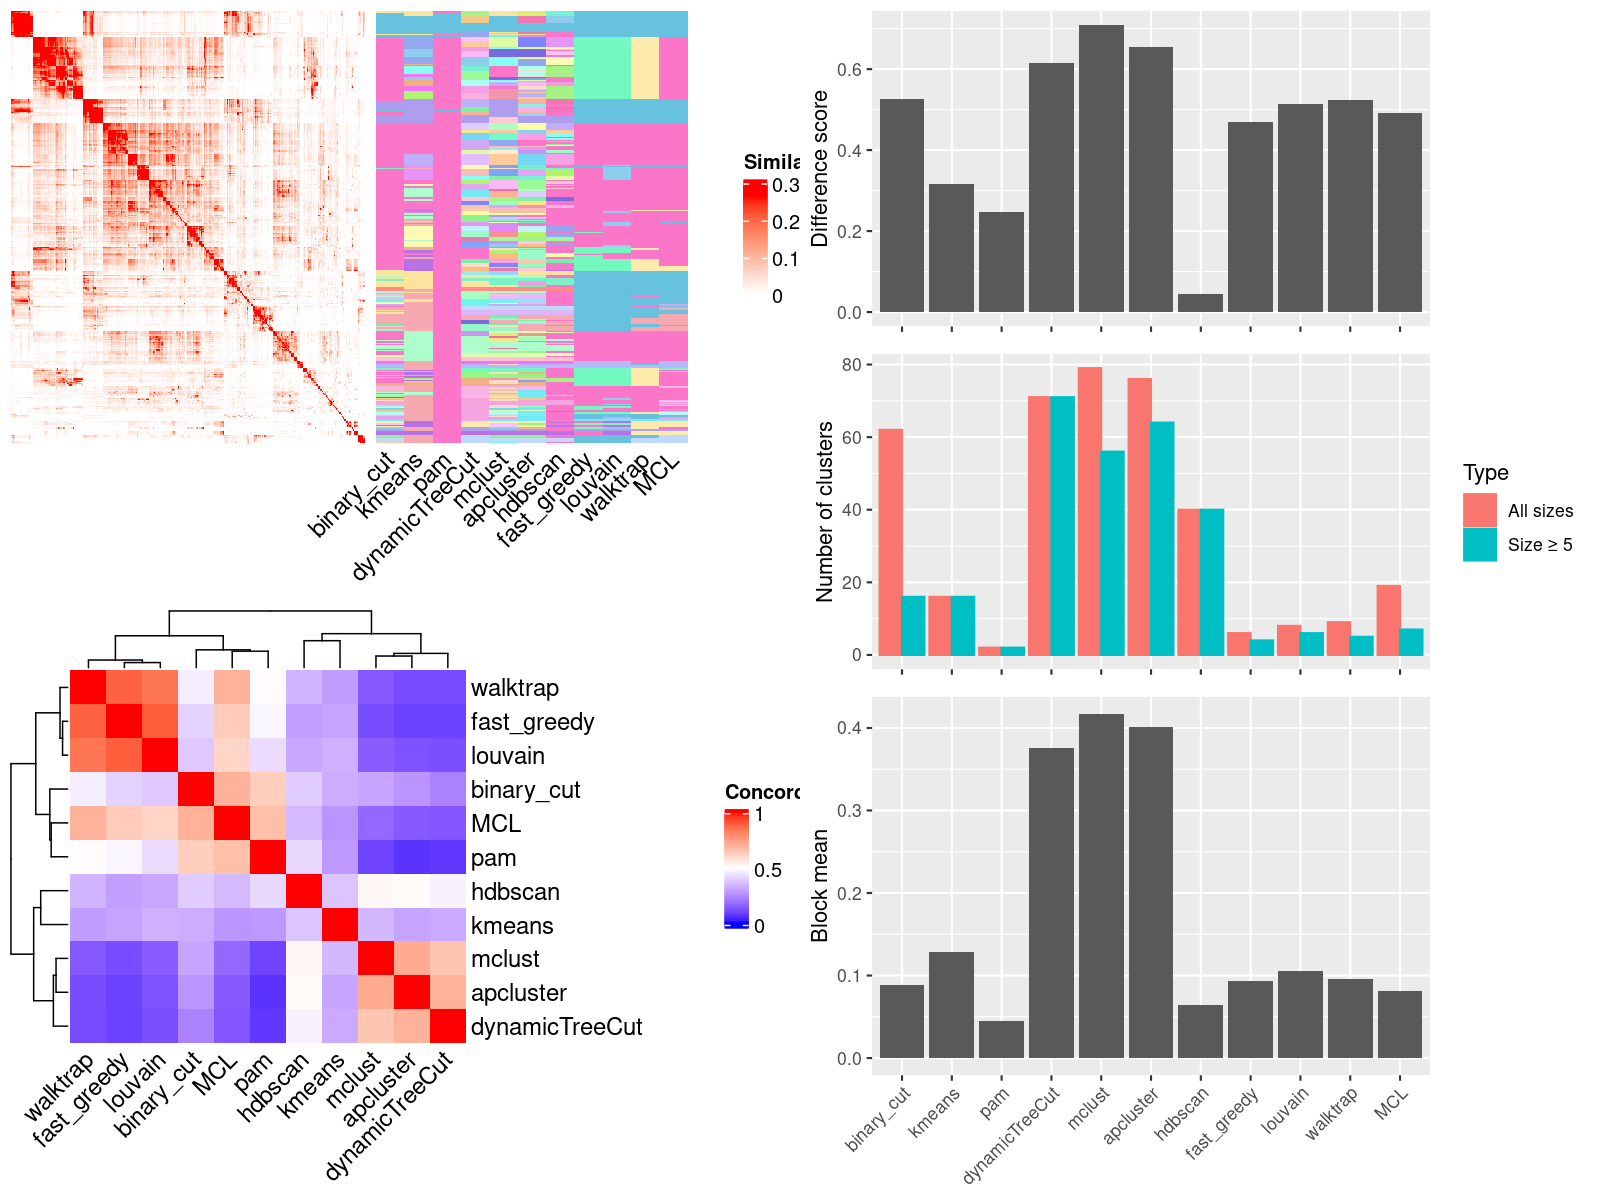 Simila
0.3
0.2
0.1
0
binary_cut
kmeans
pam
dynamicTreeCut
mclust
apcluster
hdbscan
fast_greedy
louvain
walktrap
MCL
walktrap
fast_greedy
louvain
binary_cut
MCL
pam
hdbscan
kmeans
mclust
apcluster
dynamicTreeCut
walktrap
fast_greedy
louvain
binary_cut
MCL
pam
hdbscan
kmeans
mclust
apcluster
dynamicTreeCut
Concord
1
0.5
0
Difference score
0.6
0.4
0.2
0.0
Number of clusters
80
60
40
20
0
Type
All sizes
Size ≥ 5
Block mean
0.4
0.3
0.2
0.1
0.0
binary_cut
kmeans
pam
dynamicTreeCut
mclust
apcluster
hdbscan
fast_greedy
louvain
walktrap
MCL